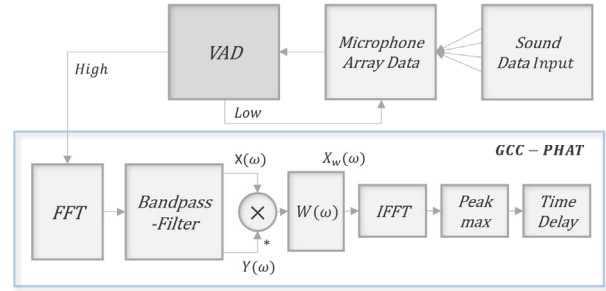 VAD
Microphone
Array Data
Sound
Data Input
High
Low
GCC − PHAT
FFT
Bandpass
-Filter
X(ω)
×
*
Y(ω)
X_w(ω)
W(ω)
IFFT
Peak
max
Time
Delay